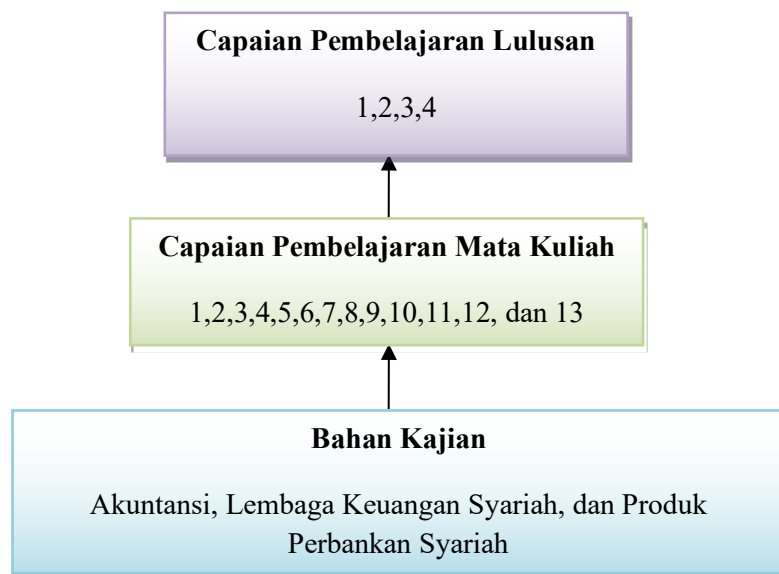 Capaian Pembelajaran Lulusan
1,2,3,4
Capaian Pembelajaran Mata Kuliah
1,2,3,4,5,6,7,8,9,10,11,12, dan 13
Bahan Kajian
Akuntansi, Lembaga Keuangan Syariah, dan Produk
Perbankan Syariah